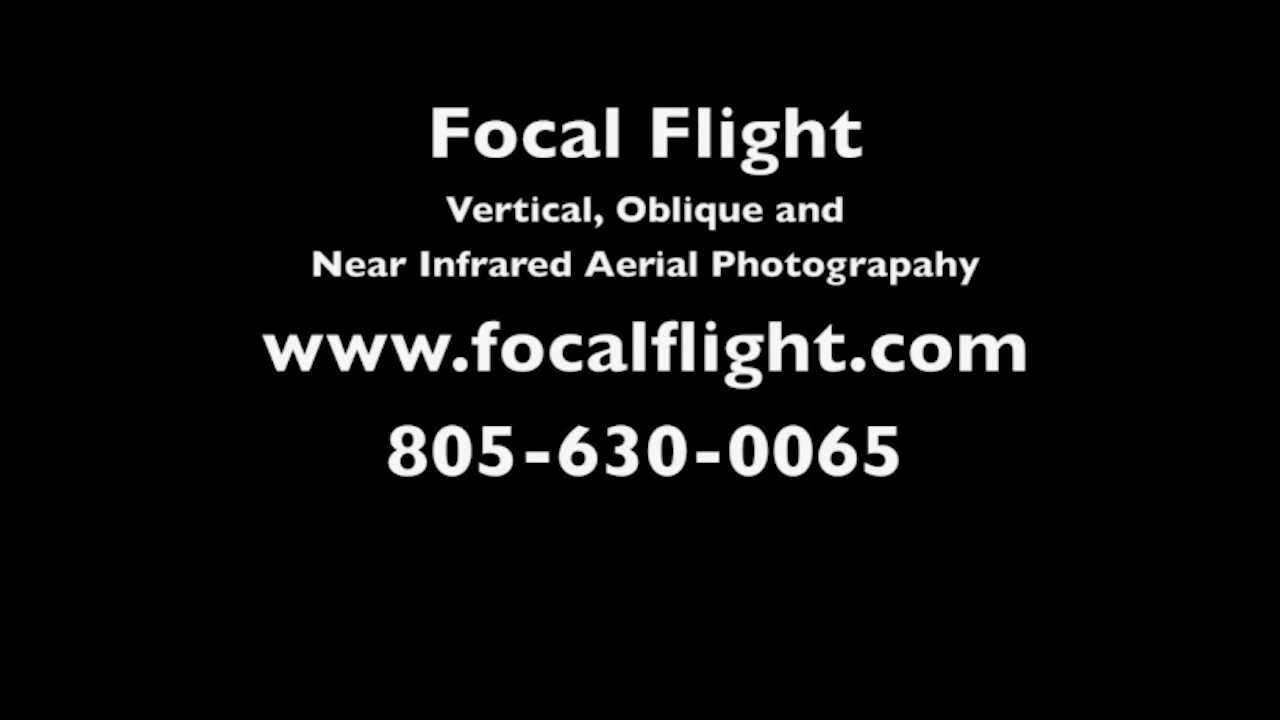 Focal Flight
Vertical, Oblique and
Near Infrared Aerial Photograpahy
www.focalflight.com
805-630-0065